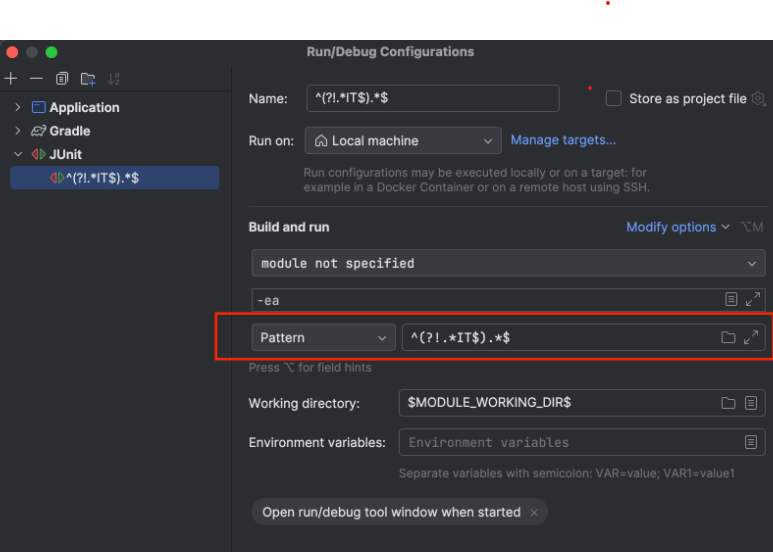 Run/Debug Configurations
Application
Gradle
JUnit
^(?!.*IT$).*$
Name: ^(?!.*IT$).*$ Store as project file
Run on: Local machine Manage targets...
Run configurations may be executed locally or on a target: for
example in a Docker Container or on a remote host using SSH.
Build and run Modify options ⌥M
module not specified
-ea
Pattern ^(?!.*IT$).*$
Press ⌥ for field hints
Working directory: $MODULE_WORKING_DIR$
Environment variables: Environment variables
Separate variables with semicolon: VAR=value; VAR1=value1
Open run/debug tool window when started ×